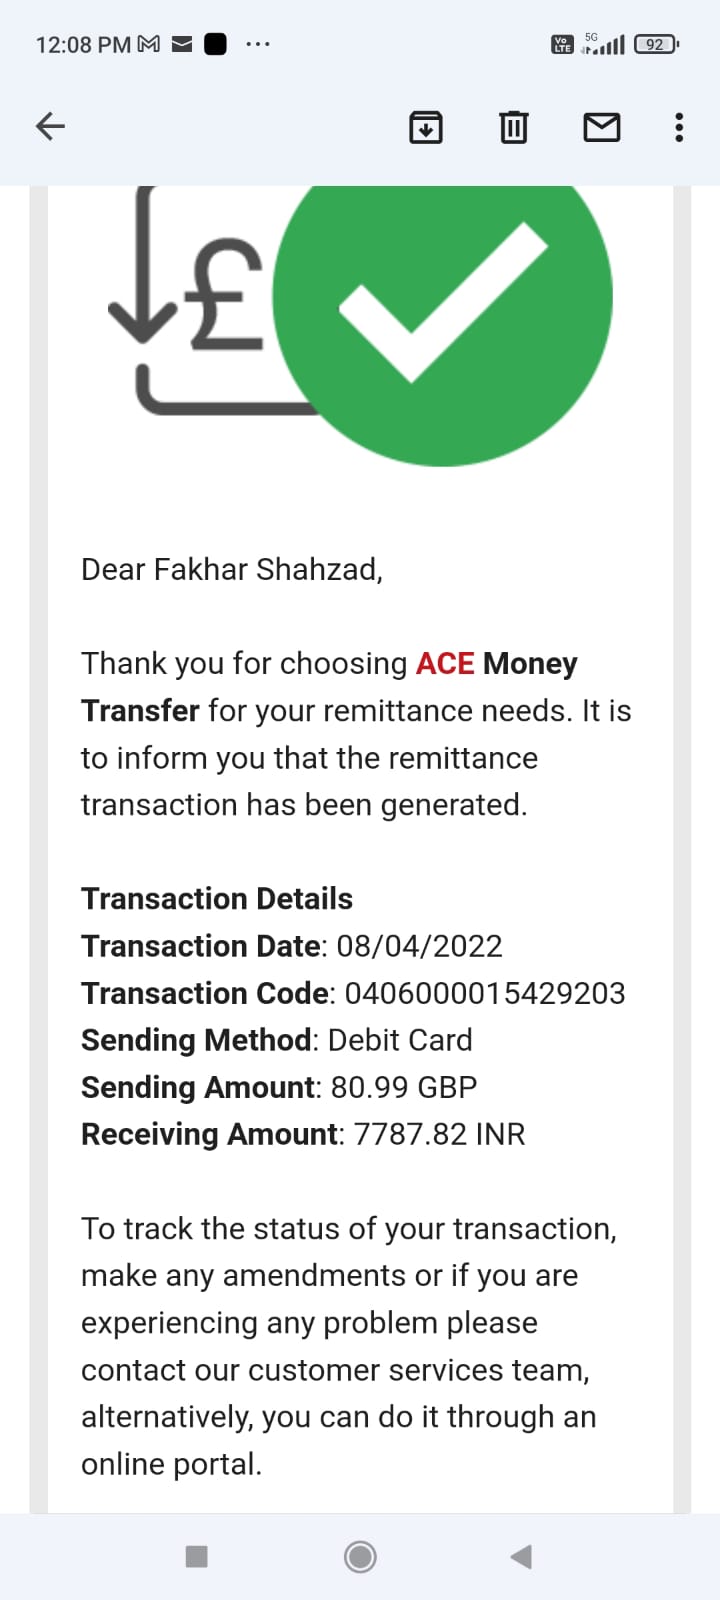 12:08 PM
Vo LTE 5G 92
£
Dear Fakhar Shahzad,
Thank you for choosing ACE Money
Transfer for your remittance needs. It is
to inform you that the remittance
transaction has been generated.
Transaction Details
Transaction Date: 08/04/2022
Transaction Code: 0406000015429203
Sending Method: Debit Card
Sending Amount: 80.99 GBP
Receiving Amount: 7787.82 INR
To track the status of your transaction,
make any amendments or if you are
experiencing any problem please
contact our customer services team,
alternatively, you can do it through an
online portal.